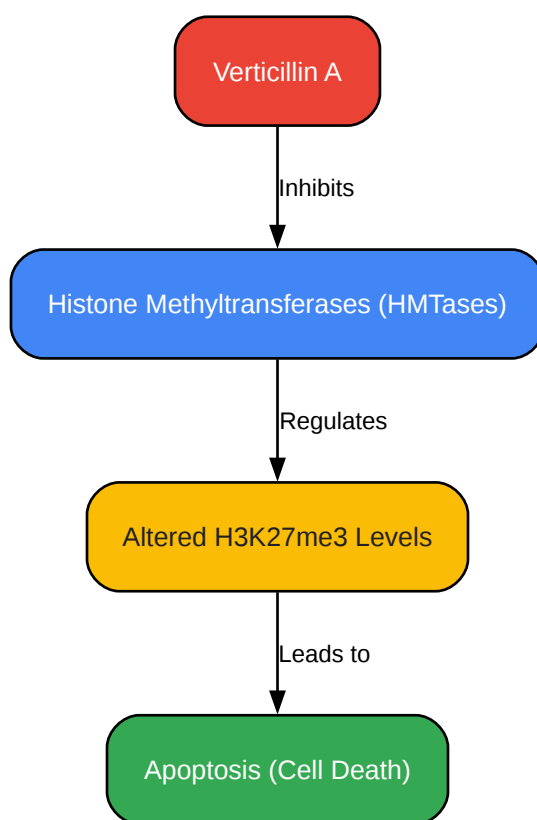 Verticillin A
Inhibits
Histone Methyltransferases (HMTases)
Regulates
Altered H3K27me3 Levels
Leads to
Apoptosis (Cell Death)